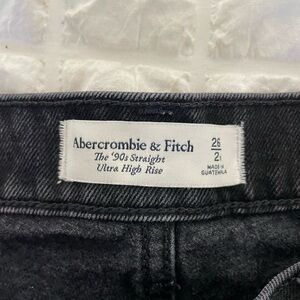 Abercrombie & Fitch
The '90s Straight
Ultra High Rise
26
2
MADE IN
GUATEMALA